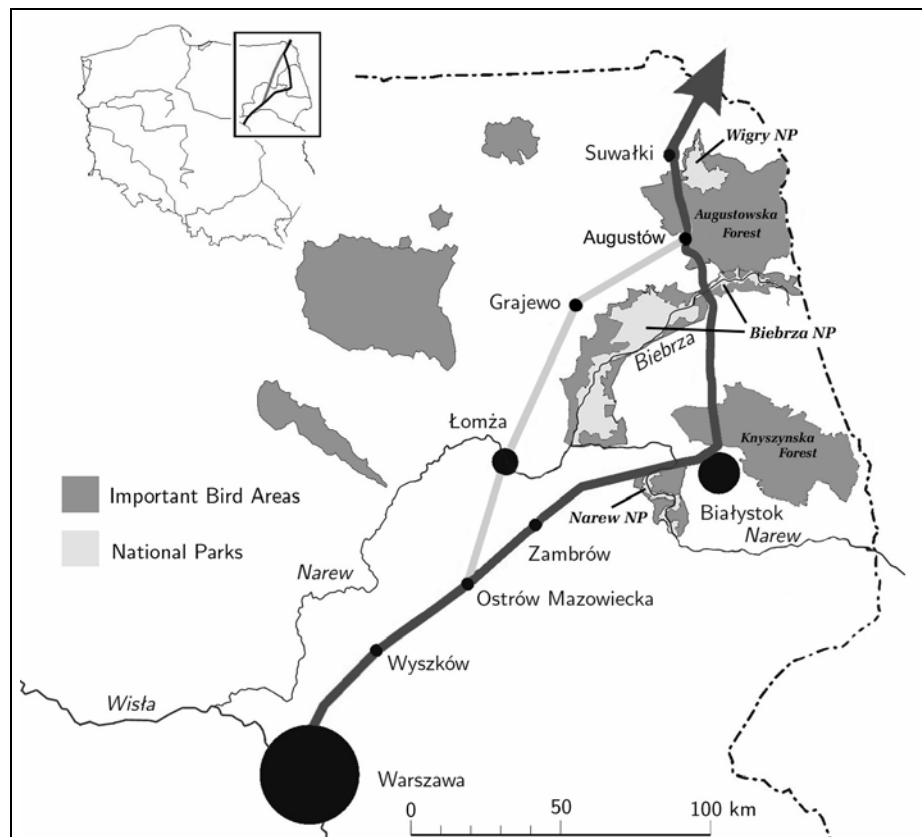 Wigry NP
Suwałki
Augustowska
Forest
Augustów
Grajewo
Biebrza NP
Biebrza
Łomża
Knyszynska
Forest
Important Bird Areas
National Parks
Narew NP
Białystok
Narew
Zambrów
Narew
Ostrów Mazowiecka
Wyszków
Wisła
Warszawa
0 50 100 km